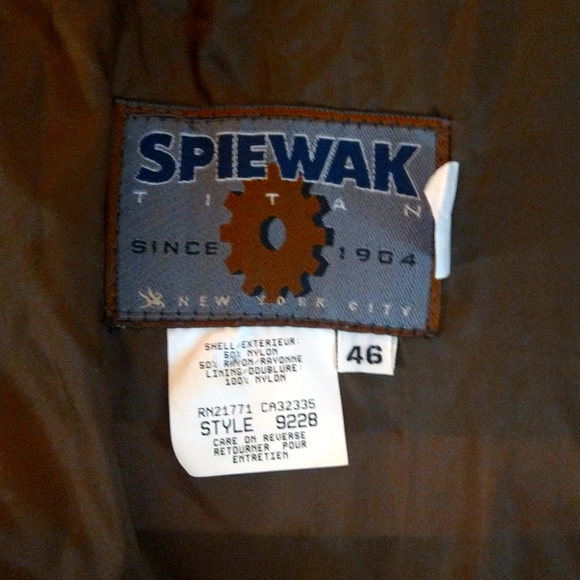 SPIEWAK
TITAN
SINCE 1904
NEW YORK CITY
46
SHELL/EXTERIEUR:
50% NYLON
50% RAYON/RAYONNE
LINING/DOUBLURE:
100% NYLON
RN21771 CA32335
STYLE 9228
CARE ON REVERSE
RETOURNER POUR
ENTRETIEN